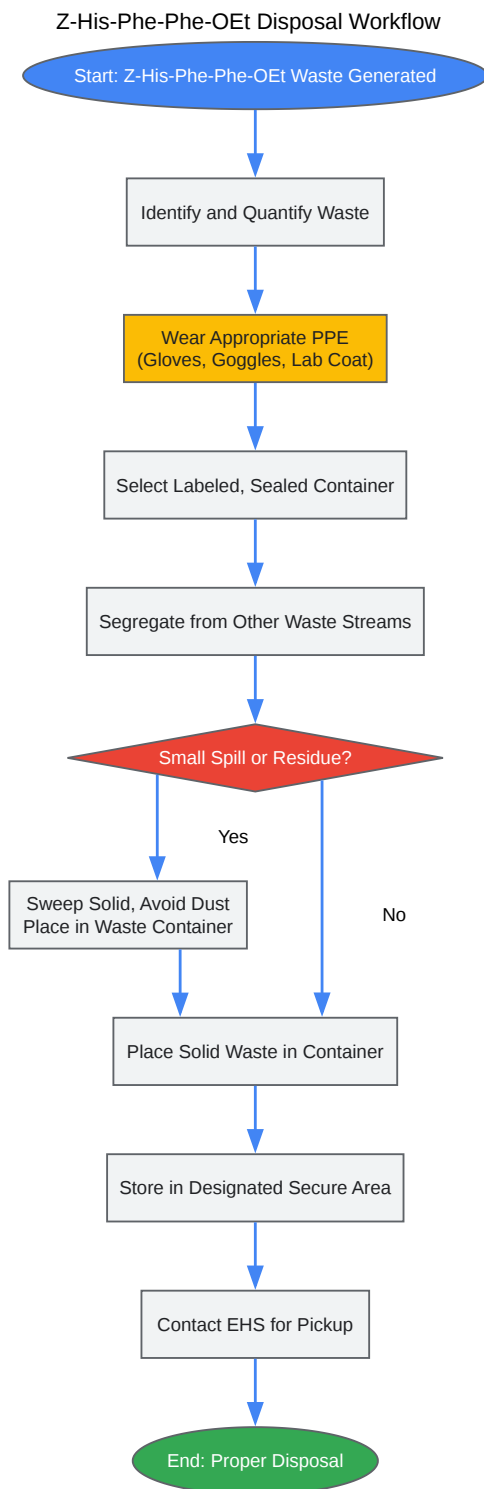 Z-His-Phe-Phe-OEt Disposal Workflow
Start: Z-His-Phe-Phe-OEt Waste Generated
Identify and Quantify Waste
Wear Appropriate PPE
(Gloves, Goggles, Lab Coat)
Select Labeled, Sealed Container
Segregate from Other Waste Streams
Small Spill or Residue?
Yes
Sweep Solid, Avoid Dust
Place in Waste Container
No
Place Solid Waste in Container
Store in Designated Secure Area
Contact EHS for Pickup
End: Proper Disposal